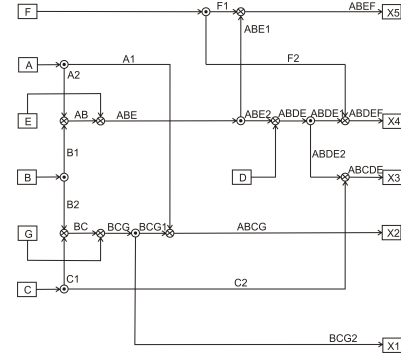 F F1 ABEF X5
ABE1
A A1
A2 F2
E AB ABE ABE2 ABDE ABDE1 ABDEF X4
B1 ABDE2
B D ABCDE X3
B2
G BC BCG BCG1 ABCG X2
C C1 C2
BCG2 X1